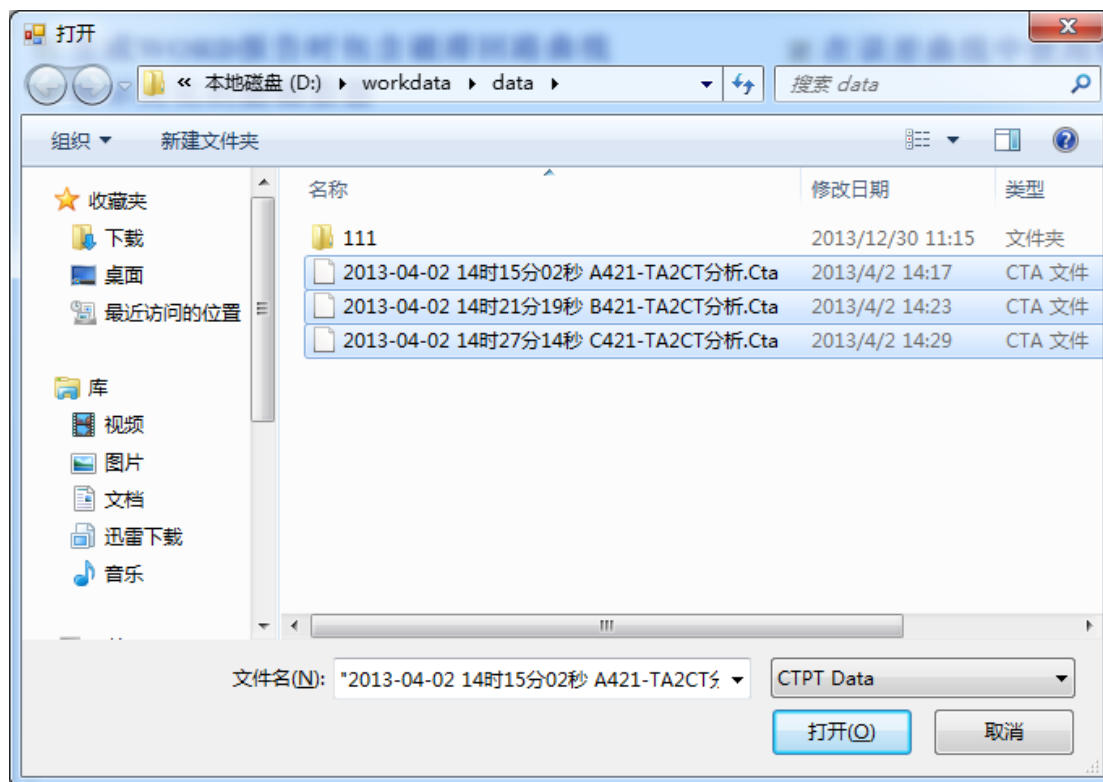 打开
« 本地磁盘 (D:) workdata data
搜索 data
组织 新建文件夹
收藏夹
下载
桌面
最近访问的位置
库
视频
图片
文档
迅雷下载
音乐
名称 修改日期 类型
111 2013/12/30 11:15 文件夹
2013-04-02 14时15分02秒 A421-TA2CT分析.Cta 2013/4/2 14:17 CTA 文件
2013-04-02 14时21分19秒 B421-TA2CT分析.Cta 2013/4/2 14:23 CTA 文件
2013-04-02 14时27分14秒 C421-TA2CT分析.Cta 2013/4/2 14:29 CTA 文件
文件名(N): "2013-04-02 14时15分02秒 A421-TA2CT CTPT Data
打开(O) 取消